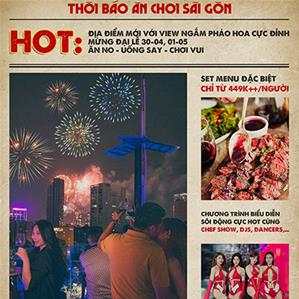 THỜI BÁO ĂN CHƠI SÀI GÒN
HOT:
ĐỊA ĐIỂM MỚI VỚI VIEW NGẮM PHÁO HOA CỰC ĐỈNH
MỪNG ĐẠI LỄ 30-04, 01-05
ĂN NO - UỐNG SAY - CHƠI VUI
SET MENU ĐẶC BIỆT
CHỈ TỪ 449K++/NGƯỜI
CHƯƠNG TRÌNH BIỂU DIỄN
SÔI ĐỘNG CỰC HOT CÙNG
CHEF SHOW, DJS, DANCERS,...